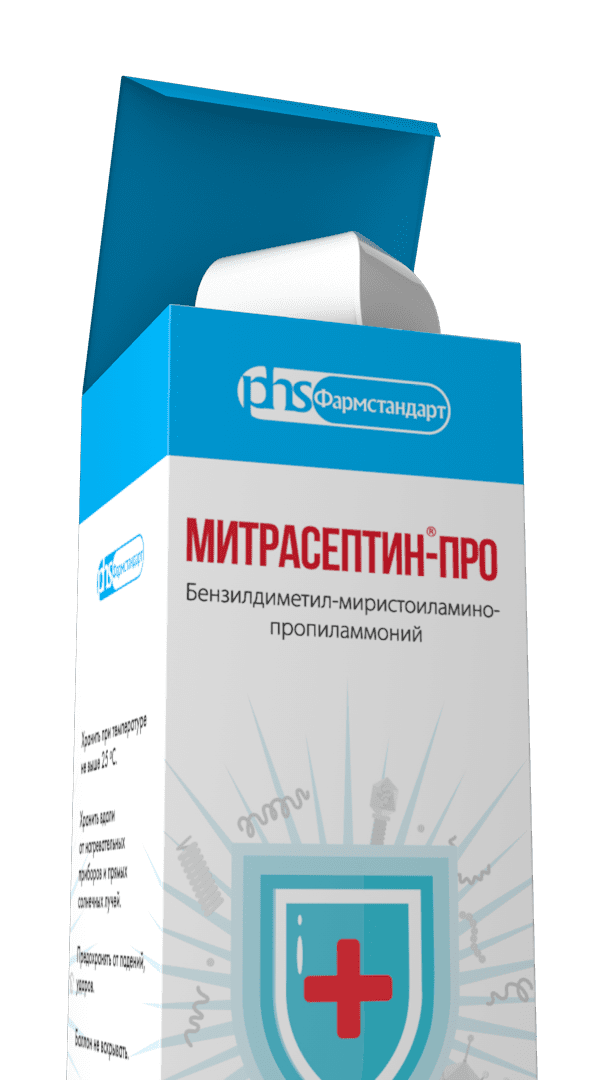 phs Фармстандарт
МИТРАСЕПТИН®-ПРО
Бензилдиметил-миристоиламино-
пропиламмоний
phs Фармстандарт
Хранить при температуре
не выше 25 °C.
Хранить вдали
от нагревательных
приборов и прямых
солнечных лучей.
Предохранять от падений,
ударов.
Баллон не вскрывать.